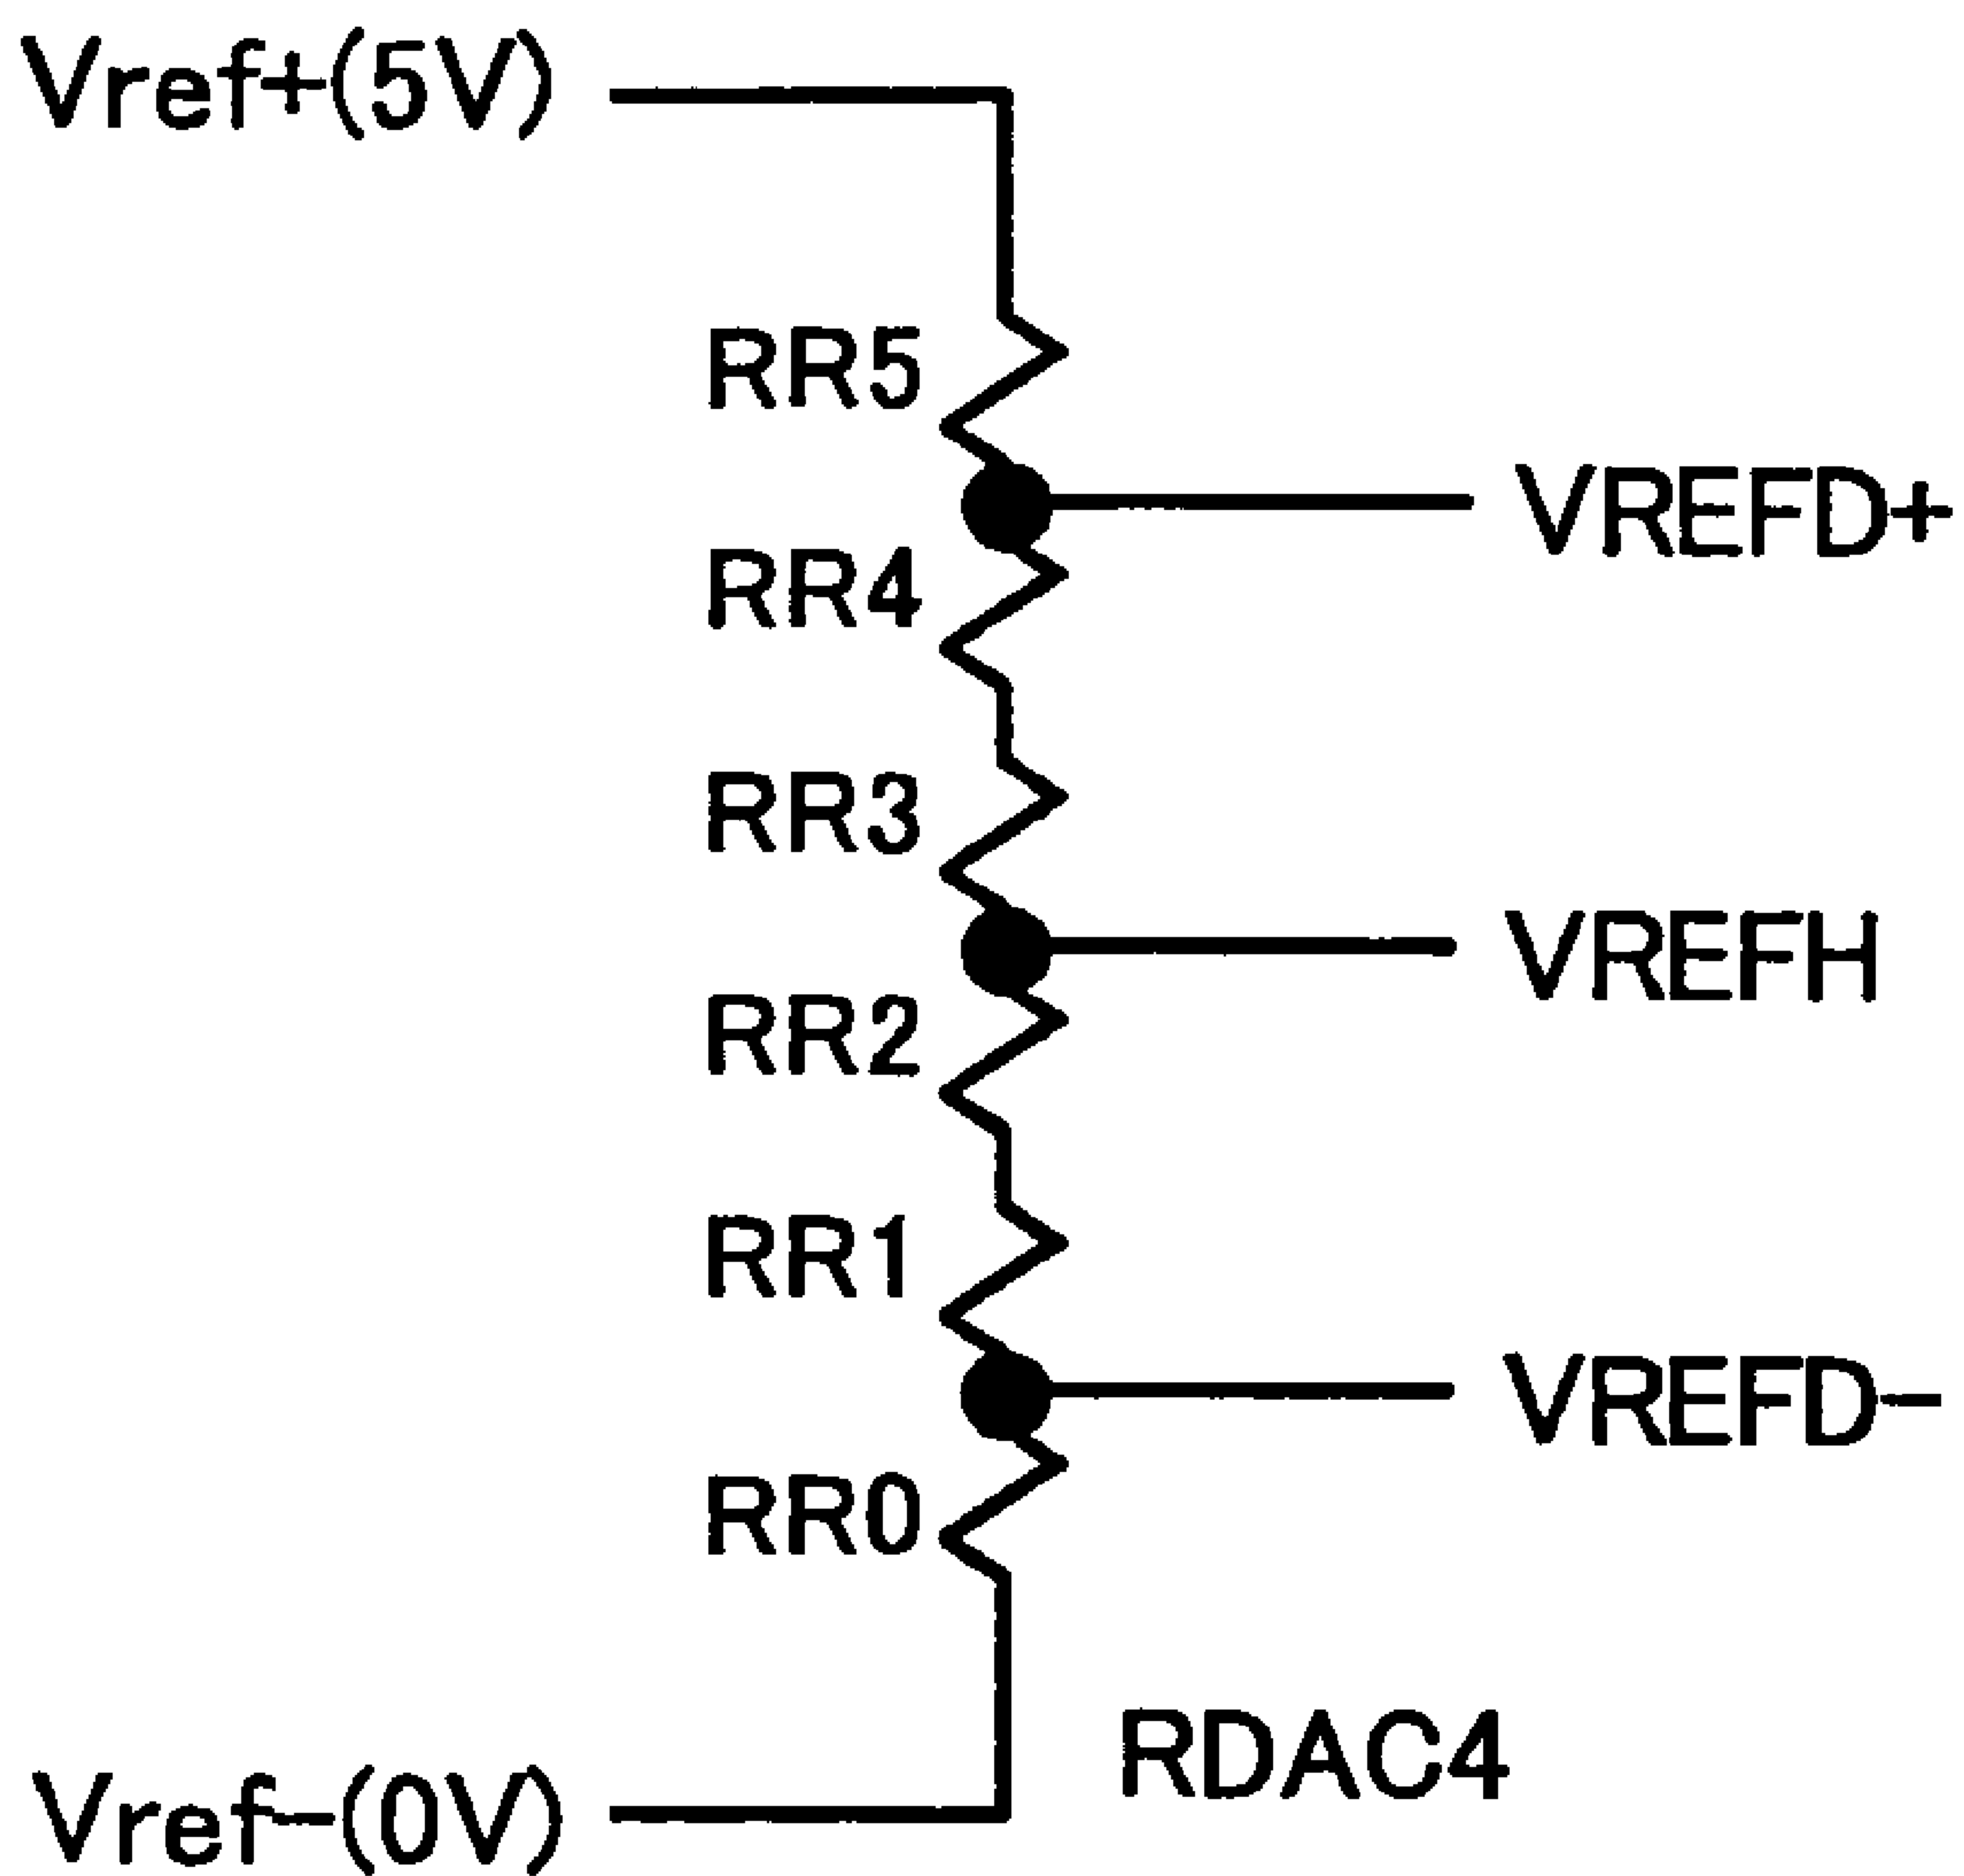 Vref+(5V)
RR5
VREFD+
RR4
RR3
VREFH
RR2
RR1
VREFD-
RR0
RDAC4
Vref-(0V)